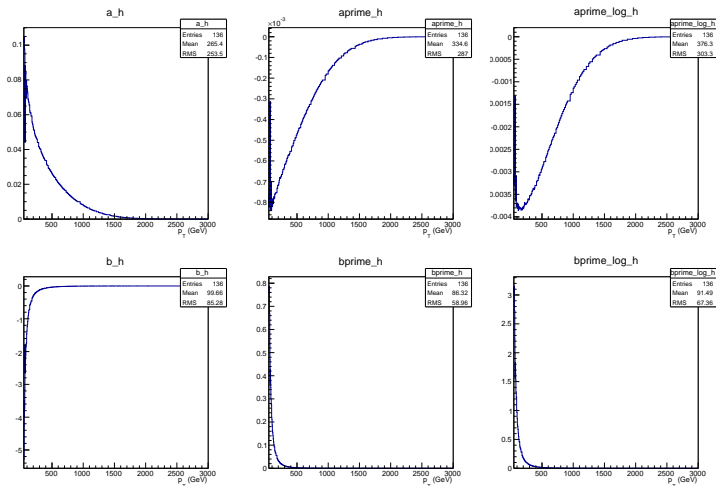 a_h
a_h
Entries 136
Mean 265.4
RMS 253.5
0.1
0.08
0.06
0.04
0.02
0
500 1000 1500 2000 2500 3000
p_T (GeV)
aprime_h
×10⁻³
aprime_h
Entries 136
Mean 334.6
RMS 287
0
-0.1
-0.2
-0.3
-0.4
-0.5
-0.6
-0.7
-0.8
500 1000 1500 2000 2500 3000
p_T (GeV)
aprime_log_h
aprime_log_h
Entries 136
Mean 376.3
RMS 303.3
0
0.0005
-0.001
0.0015
-0.002
0.0025
-0.003
0.0035
-0.004
500 1000 1500 2000 2500 3000
p_T (GeV)
b_h
b_h
Entries 136
Mean 99.66
RMS 85.28
0
-1
-2
-3
-4
-5
500 1000 1500 2000 2500 3000
(GeV)
bprime_h
bprime_h
Entries 136
Mean 86.32
RMS 58.96
0.8
0.7
0.6
0.5
0.4
0.3
0.2
0.1
0
500 1000 1500 2000 2500 3000
(GeV)
bprime_log_h
bprime_log_h
Entries 136
Mean 91.49
RMS 67.36
3
2.5
2
1.5
1
0.5
0
500 1000 1500 2000 2500 3000
(GeV)